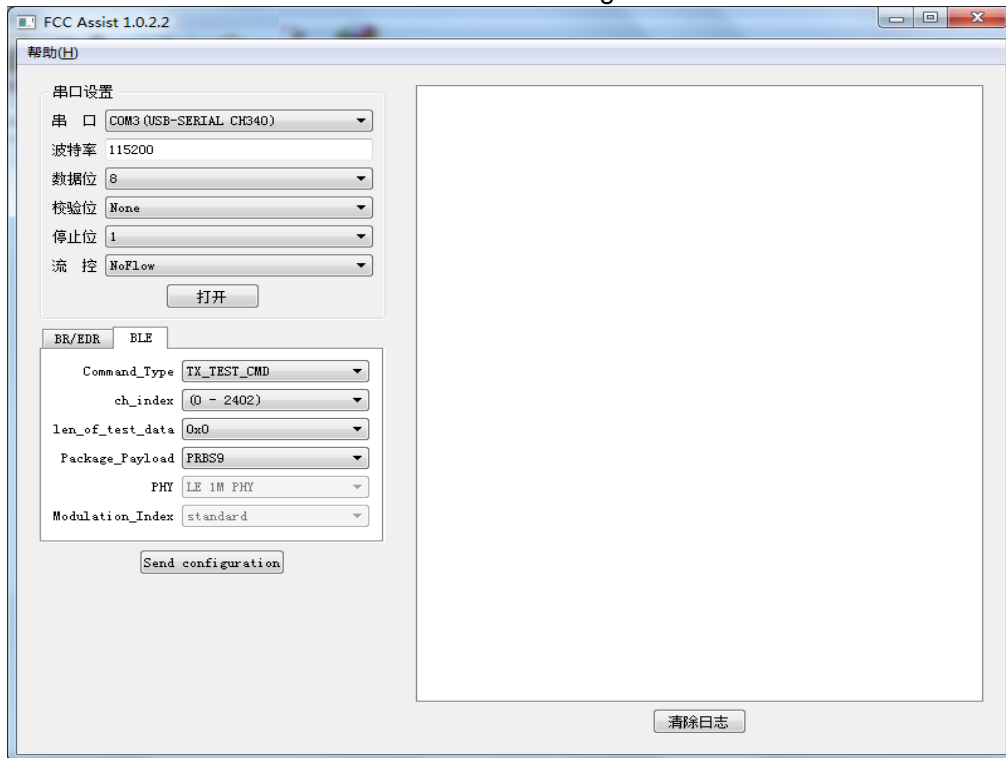 FCC Assist 1.0.2.2
帮助(H)
串口设置
串 口 COM3 (USB-SERIAL CH340)
波特率 115200
数据位 8
校验位 None
停止位 1
流 控 NoFlow
打开
BR/EDR BLE
Command_Type TX_TEST_CMD
ch_index (0 - 2402)
len_of_test_data 0x0
Package_Payload PRBS9
PHY LE 1M PHY
Modulation_Index standard
Send configuration
清除日志